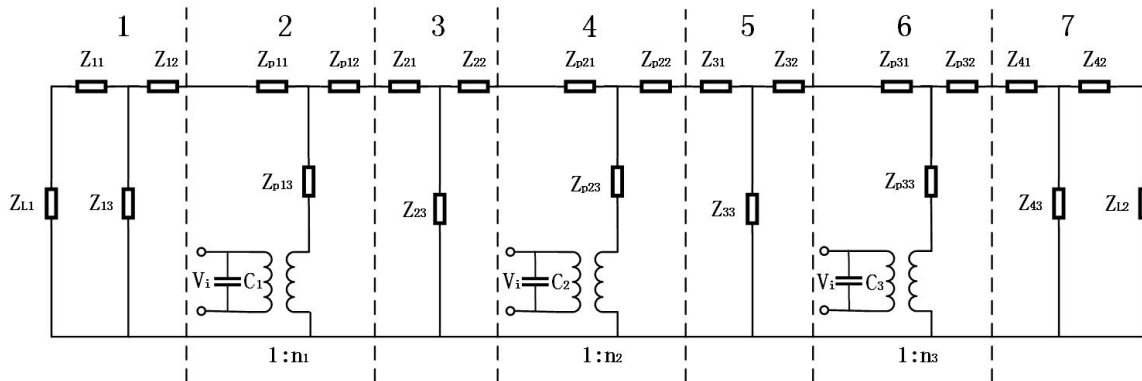 1 2 3 4 5 6 7
Z11 Z12 Zp11 Zp12 Z21 Z22 Zp21 Zp22 Z31 Z32 Zp31 Zp32 Z41 Z42
ZL1 Z13 Zp13 Z23 Zp23 Z33 Zp33 Z43 ZL2
Vi C1 Vi C2 Vi C3
1:n1 1:n2 1:n3